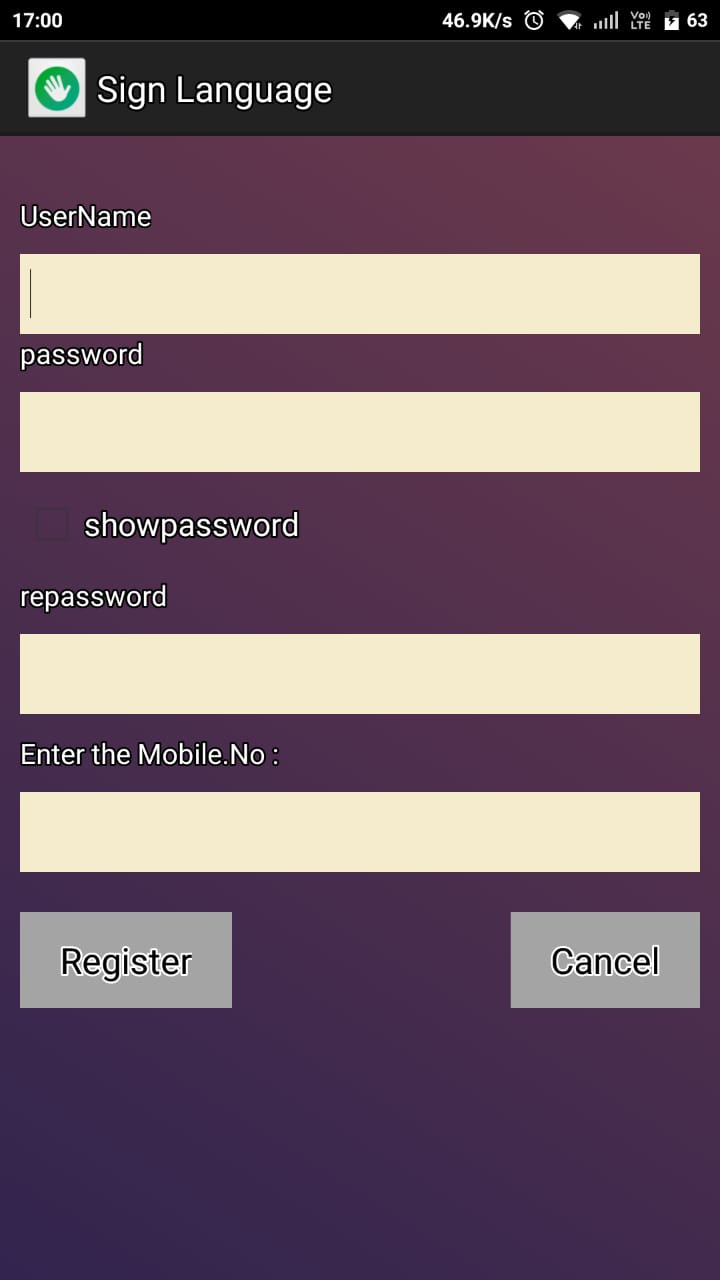 17:00 46.9K/s Vo) LTE 63
Sign Language
UserName
password
showpassword
repassword
Enter the Mobile.No :
Register Cancel